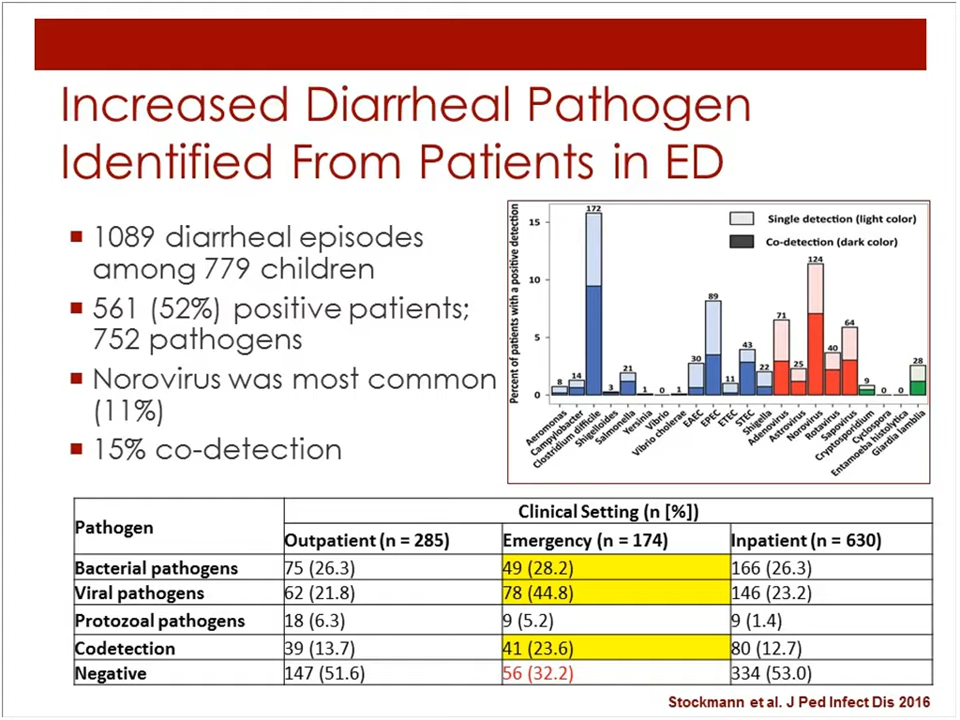 Increased Diarrheal Pathogen
Identified From Patients in ED
1089 diarrheal episodes
among 779 children
561 (52%) positive patients;
752 pathogens
Norovirus was most common
(11%)
15% co-detection
Percent of patients with a positive detection
15
10
5
0
Single detection (light color)
Co-detection (dark color)
8
14
172
3
21
1
0
1
30
89
11
43
22
71
25
124
40
64
9
0
0
28
Aeromonas
Campylobacter
Clostridium difficile
Shigelloides
Salmonella
Yersinia
Vibrio
Vibrio cholerae
EAEC
EPEC
ETEC
STEC
Shigella
Adenovirus
Astrovirus
Norovirus
Rotavirus
Sapovirus
Cryptosporidium
Cyclospora
Entamoeba histolytica
Giardia lamblia
Pathogen
Clinical Setting (n [%])
Outpatient (n = 285) Emergency (n = 174) Inpatient (n = 630)
Bacterial pathogens 75 (26.3) 49 (28.2) 166 (26.3)
Viral pathogens 62 (21.8) 78 (44.8) 146 (23.2)
Protozoal pathogens 18 (6.3) 9 (5.2) 9 (1.4)
Codetection 39 (13.7) 41 (23.6) 80 (12.7)
Negative 147 (51.6) 56 (32.2) 334 (53.0)
Stockmann et al. J Ped Infect Dis 2016